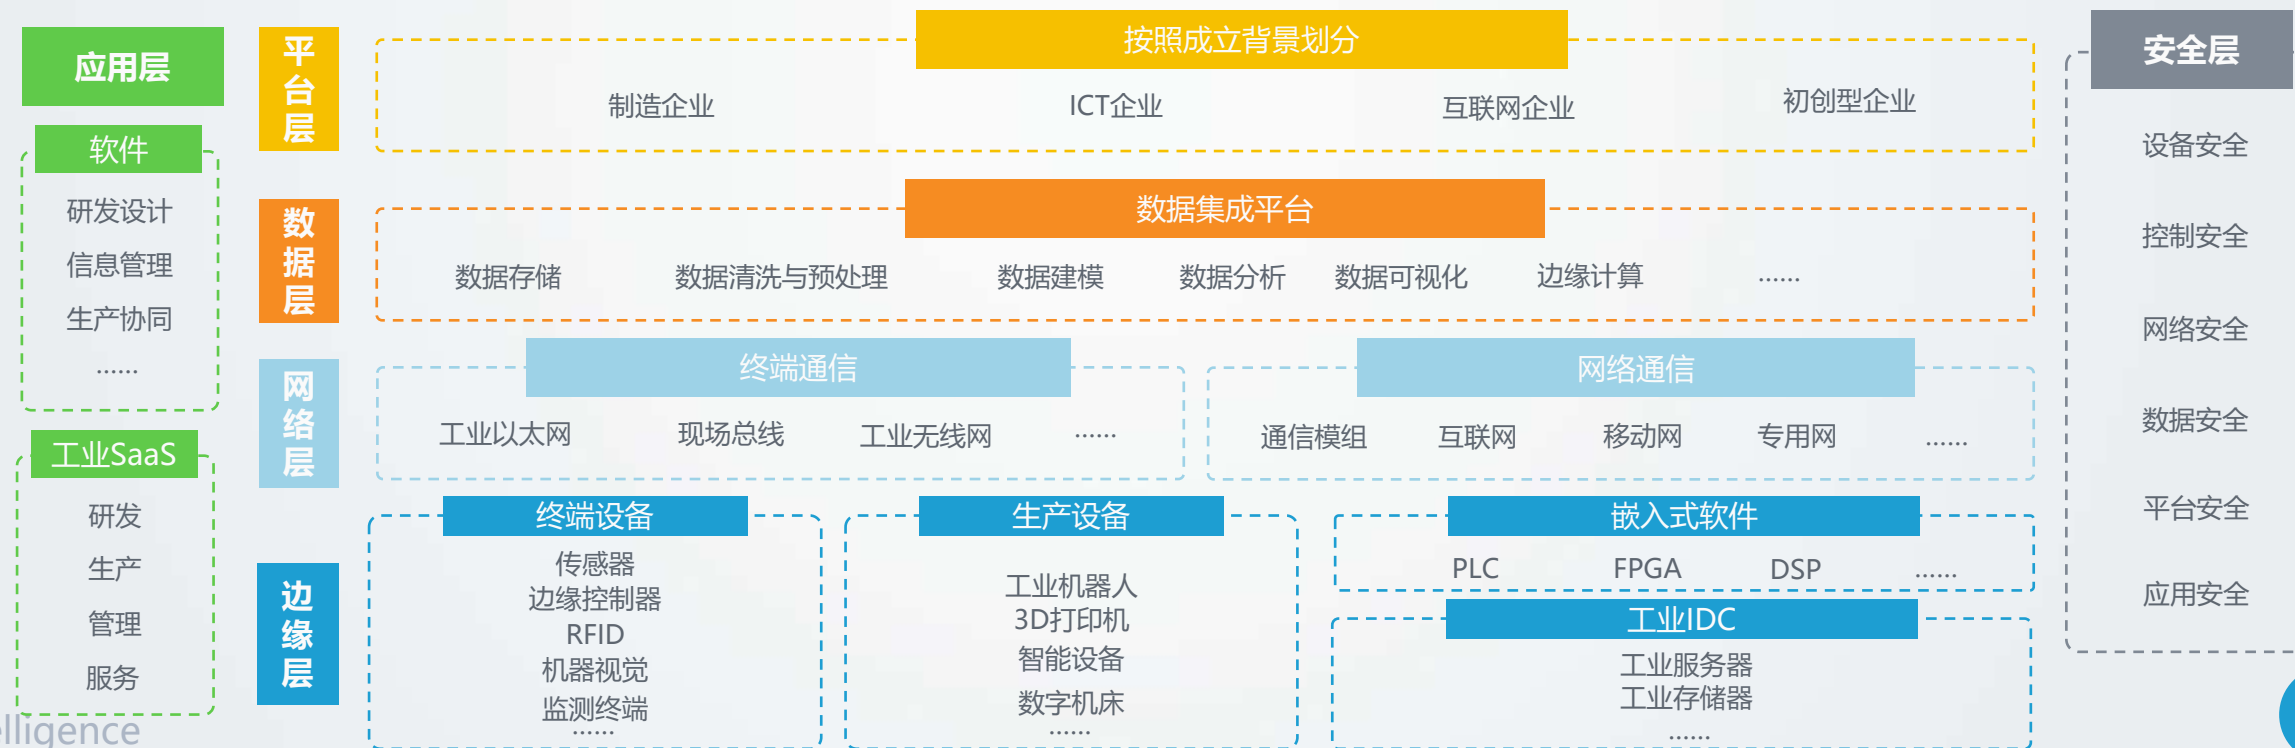 应用层
软件
研发设计
信息管理
生产协同
......
工业SaaS
研发
生产
管理
服务
平台层
按照成立背景划分
制造企业 ICT企业 互联网企业 初创型企业
数据层
数据集成平台
数据存储 数据清洗与预处理 数据建模 数据分析 数据可视化 边缘计算 ......
网络层
终端通信
工业以太网 现场总线 工业无线网 ......
网络通信
通信模组 互联网 移动网 专用网 ......
边缘层
终端设备
传感器
边缘控制器
RFID
机器视觉
监测终端
......
生产设备
工业机器人
3D打印机
智能设备
数字机床
......
嵌入式软件
PLC FPGA DSP ......
工业IDC
工业服务器
工业存储器
......
安全层
设备安全
控制安全
网络安全
数据安全
平台安全
应用安全
lligence